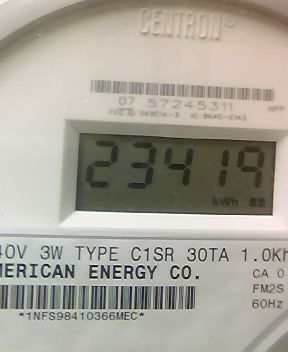 CENTRON
07 57245311
23419
kWh
40V 3W TYPE C1SR 30TA 1.0Kh
MERICAN ENERGY CO.
CA 0
FM2S
60Hz
*1NFS98410366MEC*